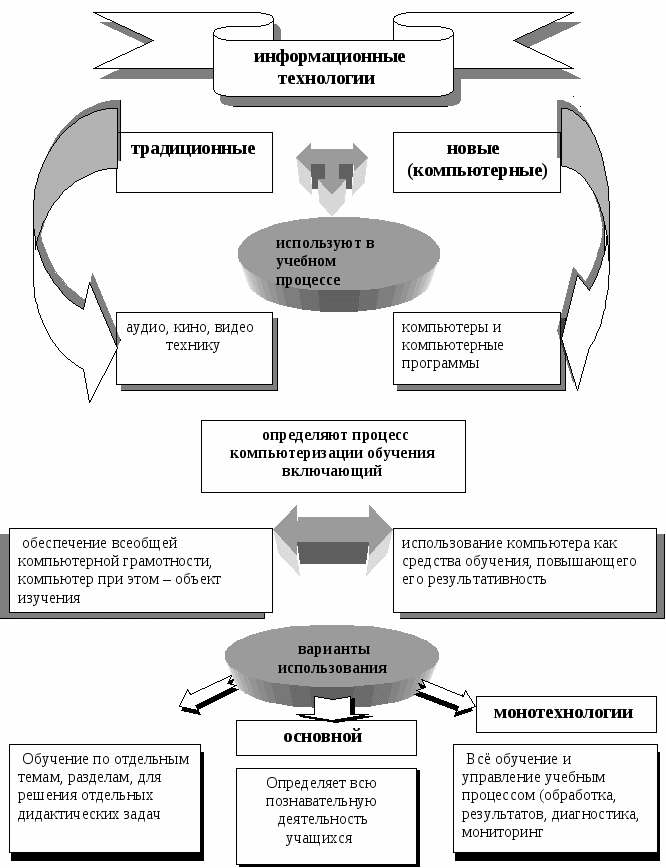 информационные
технологии
традиционные
новые
(компьютерные)
используют в
учебном
процессе
аудио, кино, видео
технику
компьютеры и
компьютерные
программы
определяют процесс
компьютеризации обучения
включающий
обеспечение всеобщей
компьютерной грамотности,
компьютер при этом – объект
изучения
использование компьютера как
средства обучения, повышающего
его результативность
варианты
использования
монотехнологии
основной
Обучение по отдельным
темам, разделам, для
решения отдельных
дидактических задач
Определяет всю
познавательную
деятельность
учащихся
Всё обучение и
управление учебным
процессом (обработка,
результатов, диагностика,
мониторинг